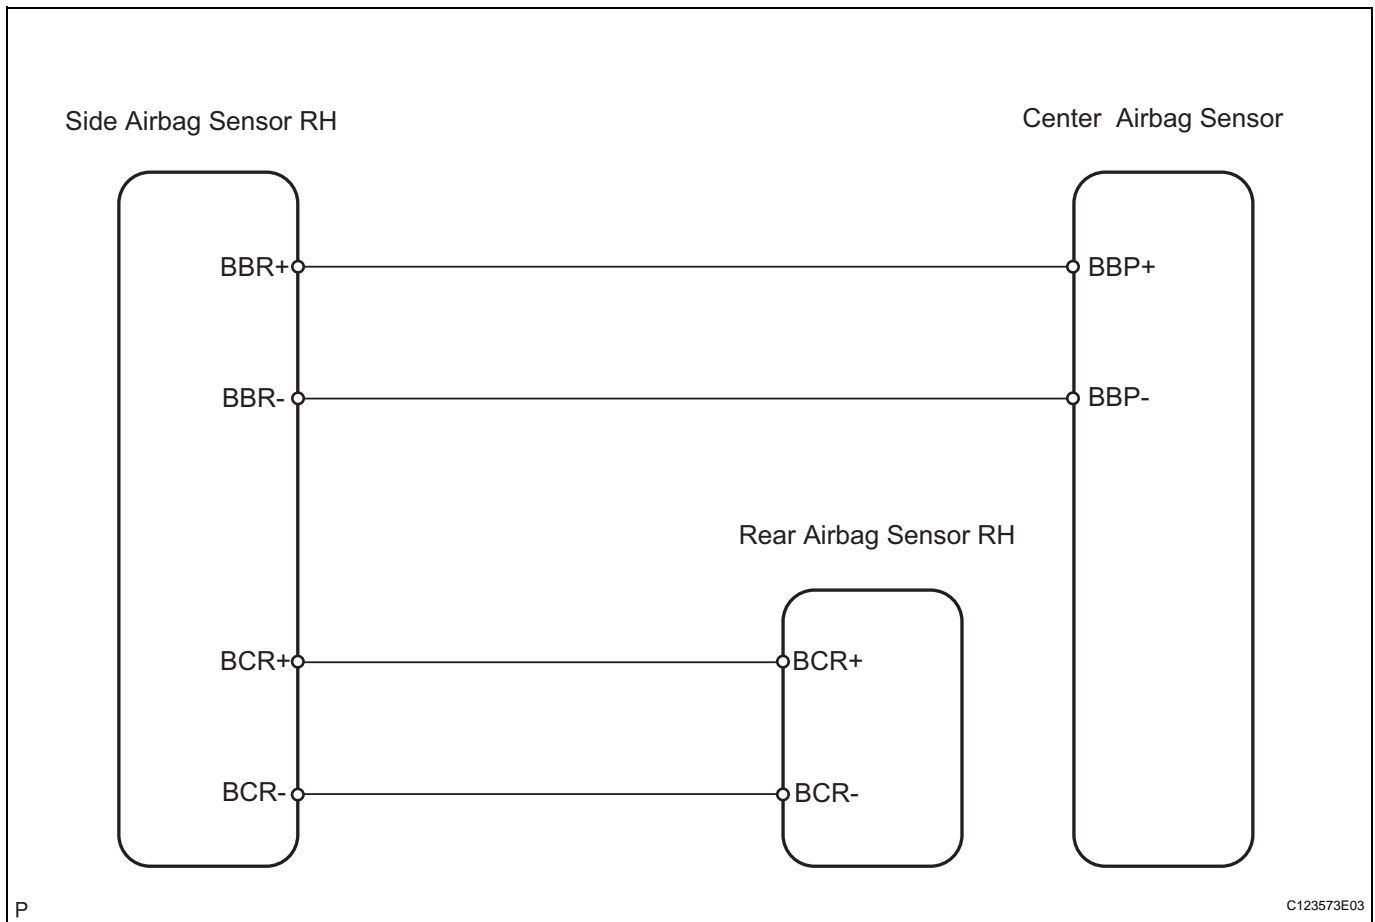 Side Airbag Sensor RH
Center Airbag Sensor
BBR+
BBP+
BBR-
BBP-
Rear Airbag Sensor RH
BCR+
BCR+
BCR-
BCR-
P
C123573E03